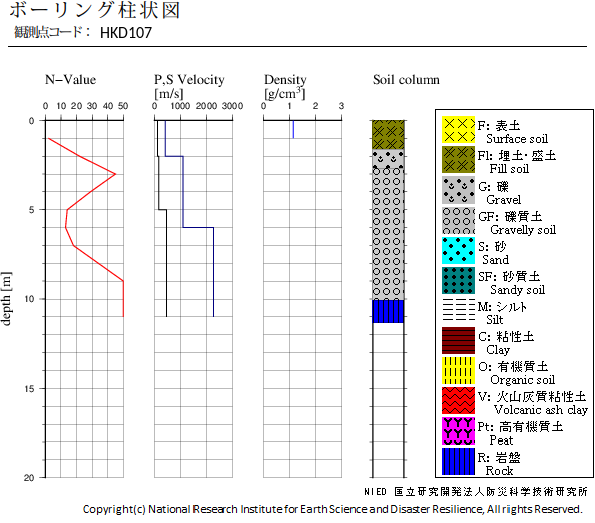 ボーリング柱状図
観測点コード： HKD107
N-Value P,S Velocity Density Soil column
[m/s] [g/cm3]
0 10 20 30 40 50 0 1000 2000 3000 0 1 2 3
0
5
10
15
20
depth [m]
F: 表土
Surface soil
Fl: 埋土・盛土
Fill soil
G: 礫
Gravel
GF: 礫質土
Gravelly soil
S: 砂
Sand
SF: 砂質土
Sandy soil
M: シルト
Silt
C: 粘性土
Clay
O: 有機質土
Organic soil
V: 火山灰質粘性土
Volcanic ash clay
Pt: 高有機質土
Peat
R: 岩盤
Rock
NIED 国立研究開発法人防災科学技術研究所
Copyright(c) National Research Institute for Earth Science and Disaster Resilience, All rights Reserved.